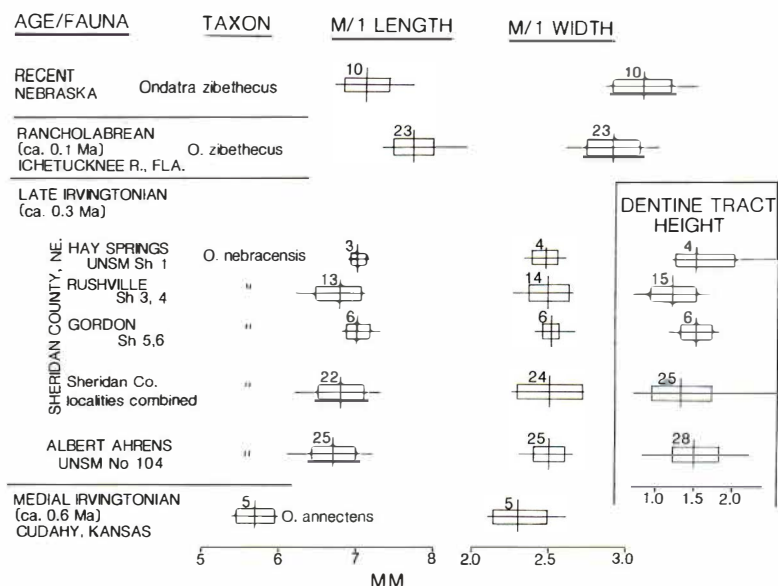 AGE/FAUNA TAXON M/1 LENGTH M/1 WIDTH
RECENT
NEBRASKA Ondatra zibethecus 10 10
RANCHOLABREAN
(ca. 0.1 Ma) O. zibethecus 23 23
ICHETUCKNEE R., FLA.
LATE IRVINGTONIAN
(ca. 0.3 Ma)
DENTINE TRACT
HEIGHT
SHERIDAN COUNTY, NE.
HAY SPRINGS O. nebracensis 3 4 4
UNSM Sh 1
RUSHVILLE " 13 14 15
Sh 3, 4
GORDON " 6 6 6
Sh 5,6
Sheridan Co. " 22 24 25
localities combined
ALBERT AHRENS " 25 25 28
UNSM No 104
1.0 1.5 2.0
MEDIAL IRVINGTONIAN
(ca. 0.6 Ma) 5 O. annectens 5
CUDAHY, KANSAS
5 6 7 8 2.0 2.5 3.0
MM